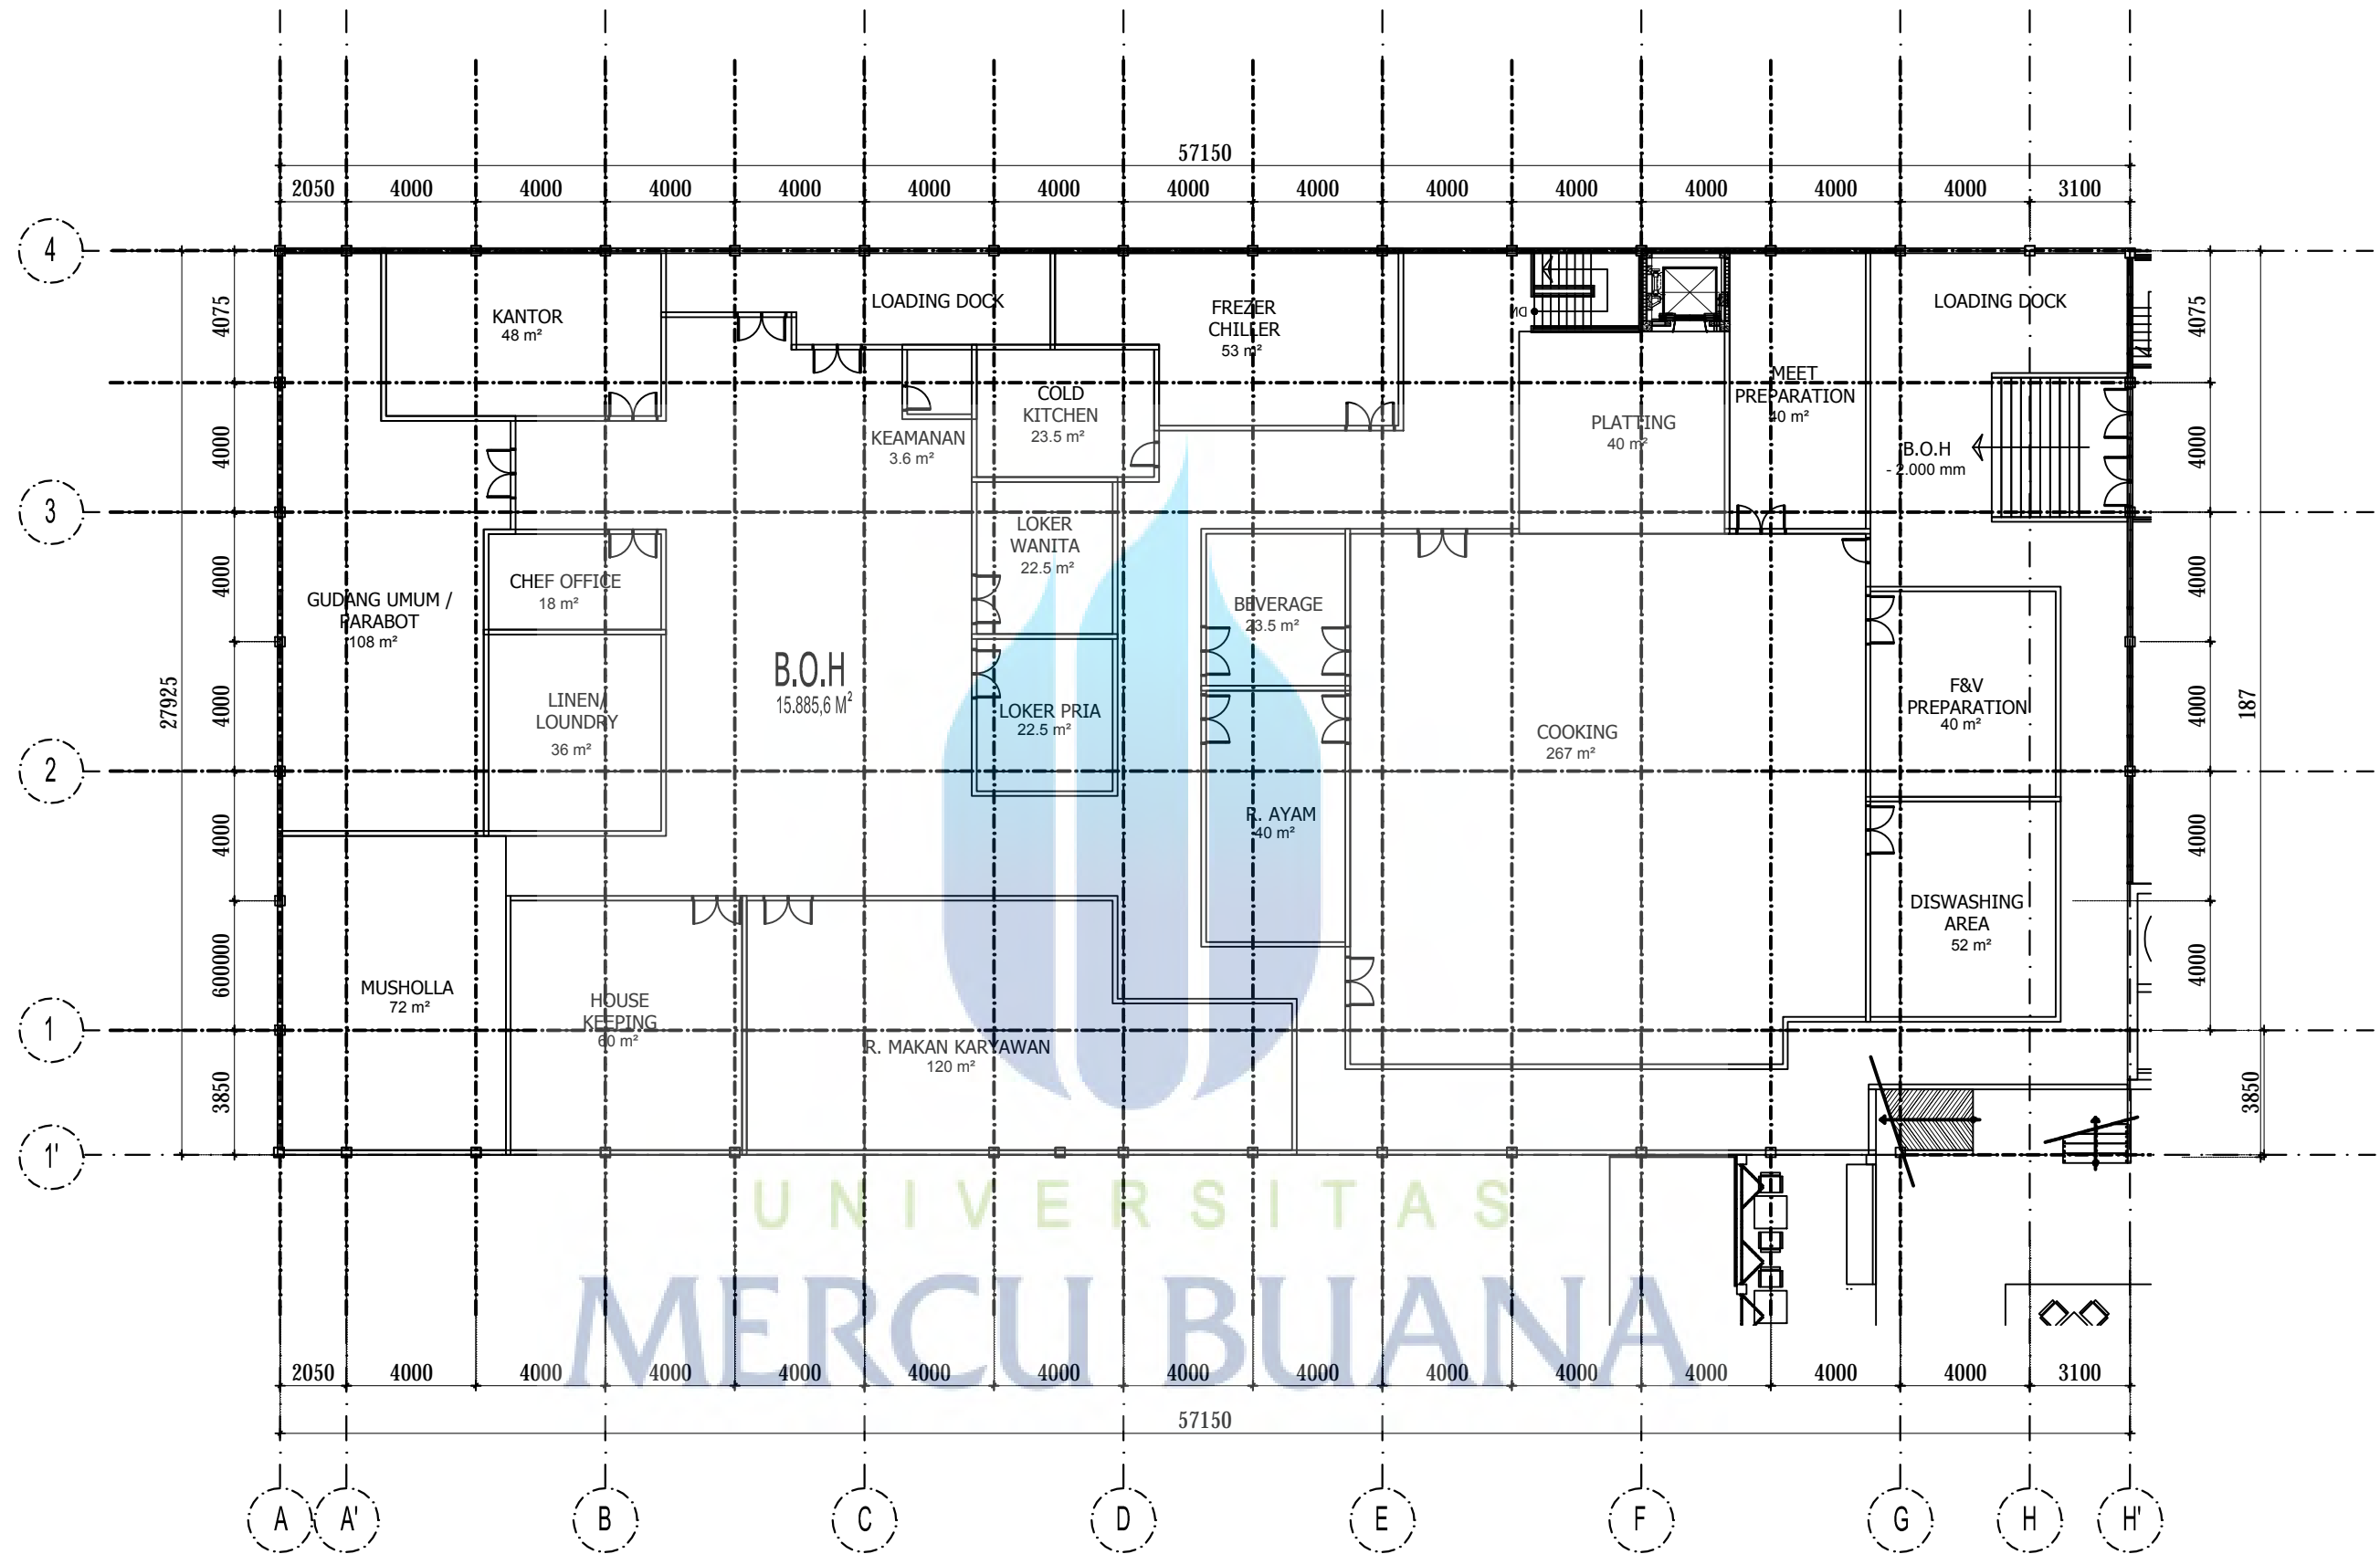 57150
2050 4000 4000 4000 4000 4000 4000 4000 4000 4000 4000 4000 4000 4000 3100
4
3
2
1
1'
27925
4075
4000
4000
4000
4000
600000
3850
4075
4000
4000
4000
4000
4000
187
3850
KANTOR
48 m²
LOADING DOCK
FREZER
CHILLER
53 m²
DN
LOADING DOCK
MEET
PREPARATION
40 m²
COLD
KITCHEN
23.5 m²
KEAMANAN
3.6 m²
PLATTING
40 m²
B.O.H
- 2.000 mm
LOKER
WANITA
22.5 m²
CHEF OFFICE
18 m²
GUDANG UMUM /
PARABOT
108 m²
BEVERAGE
23.5 m²
B.O.H
15.885,6 M²
LINEN/
LOUNDRY
36 m²
LOKER PRIA
22.5 m²
COOKING
267 m²
F&V
PREPARATION
40 m²
R. AYAM
40 m²
DISWASHING
AREA
52 m²
MUSHOLLA
72 m²
HOUSE
KEEPING
60 m²
R. MAKAN KARYAWAN
120 m²
UNIVERSITAS
MERCU BUANA
2050 4000 4000 4000 4000 4000 4000 4000 4000 4000 4000 4000 4000 4000 3100
57150
A A' B C D E F G H H'